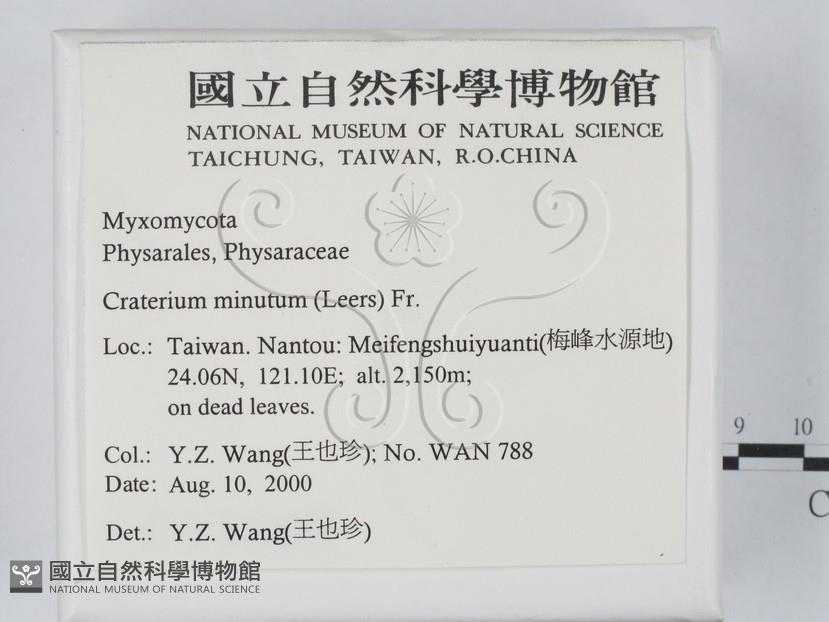 國立自然科學博物館
NATIONAL MUSEUM OF NATURAL SCIENCE
TAICHUNG, TAIWAN, R.O.CHINA
Myxomycota
Physarales, Physaraceae
Craterium minutum (Leers) Fr.
Loc.: Taiwan. Nantou: Meifengshuiyuanti(梅峰水源地)
24.06N, 121.10E; alt. 2,150m;
on dead leaves.
Col.: Y.Z. Wang(王也珍); No. WAN 788
Date: Aug. 10, 2000
Det.: Y.Z. Wang(王也珍)
9 10
C
國立自然科學博物館
NATIONAL MUSEUM OF NATURAL SCIENCE